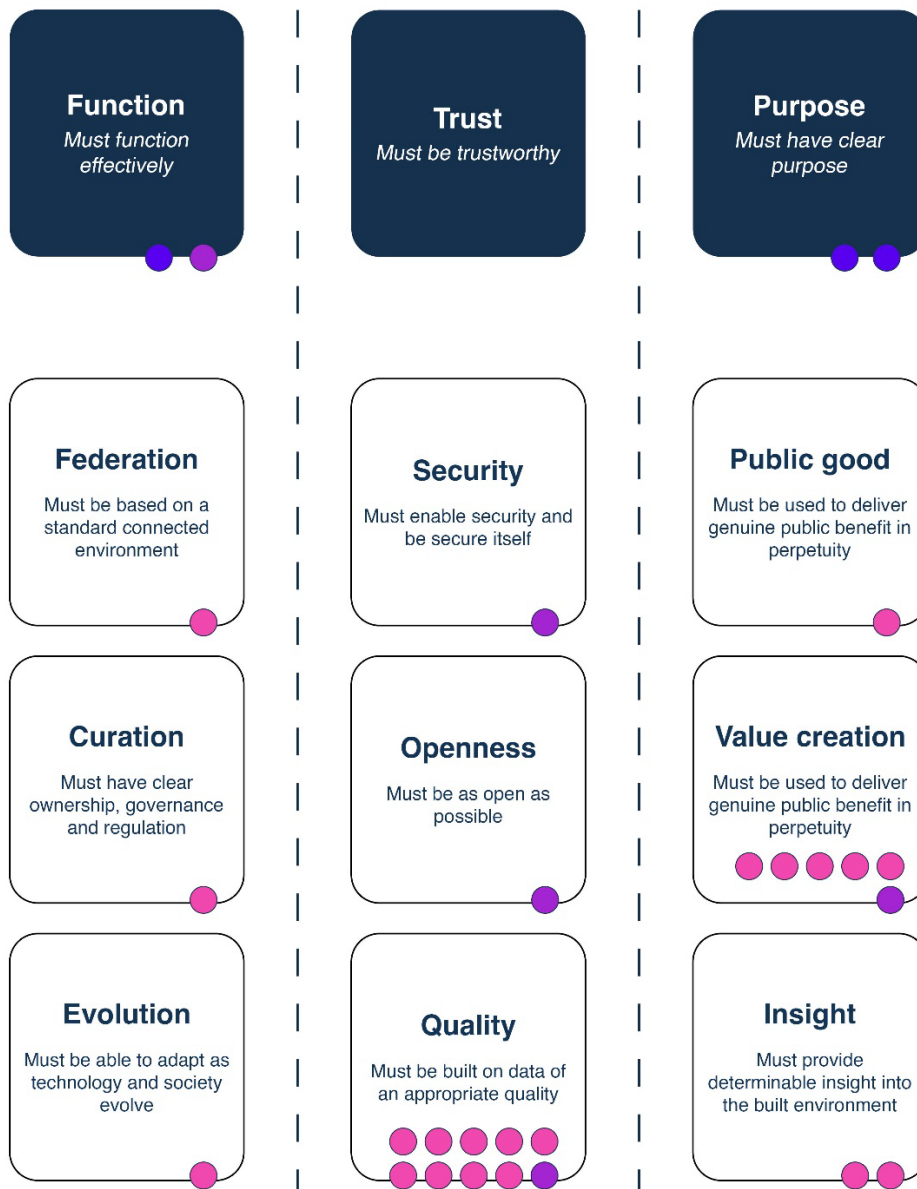 Function
Must function
effectively
Trust
Must be trustworthy
Purpose
Must have clear
purpose
Federation
Must be based on a
standard connected
environment
Security
Must enable security and
be secure itself
Public good
Must be used to deliver
genuine public benefit in
perpetuity
Curation
Must have clear
ownership, governance
and regulation
Openness
Must be as open as
possible
Value creation
Must be used to deliver
genuine public benefit in
perpetuity
Evolution
Must be able to adapt as
technology and society
evolve
Quality
Must be built on data of
an appropriate quality
Insight
Must provide
determinable insight into
the built environment